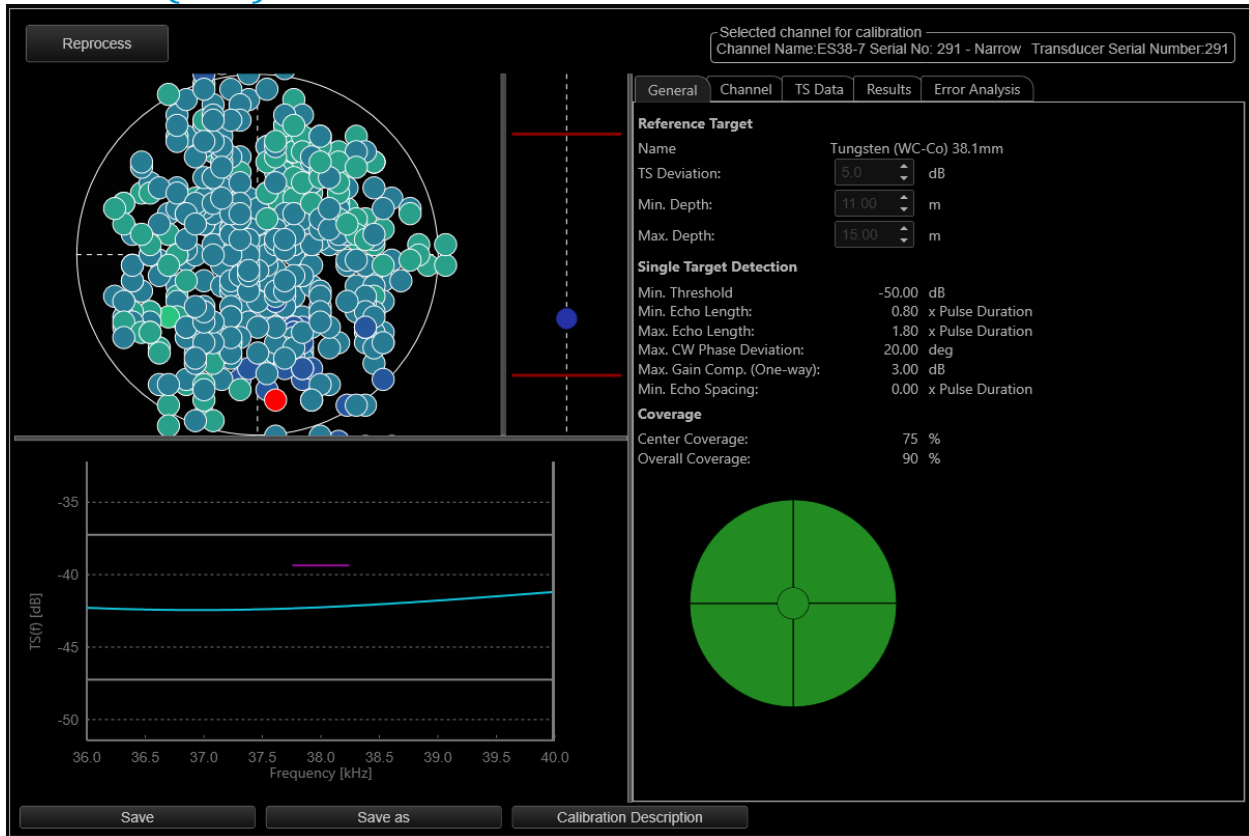 Reprocess
Selected channel for calibration
Channel Name:ES38-7 Serial No: 291 - Narrow Transducer Serial Number:291
General Channel TS Data Results Error Analysis
Reference Target
Name Tungsten (WC-Co) 38.1mm
TS Deviation: 5.0 dB
Min. Depth: 11.00 m
Max. Depth: 15.00 m
Single Target Detection
Min. Threshold -50.00 dB
Min. Echo Length: 0.80 x Pulse Duration
Max. Echo Length: 1.80 x Pulse Duration
Max. CW Phase Deviation: 20.00 deg
Max. Gain Comp. (One-way): 3.00 dB
Min. Echo Spacing: 0.00 x Pulse Duration
Coverage
Center Coverage: 75 %
Overall Coverage: 90 %
-35
-40
-45
-50
TS(f) [dB]
36.0 36.5 37.0 37.5 38.0 38.5 39.0 39.5 40.0
Frequency [kHz]
Save Save as Calibration Description